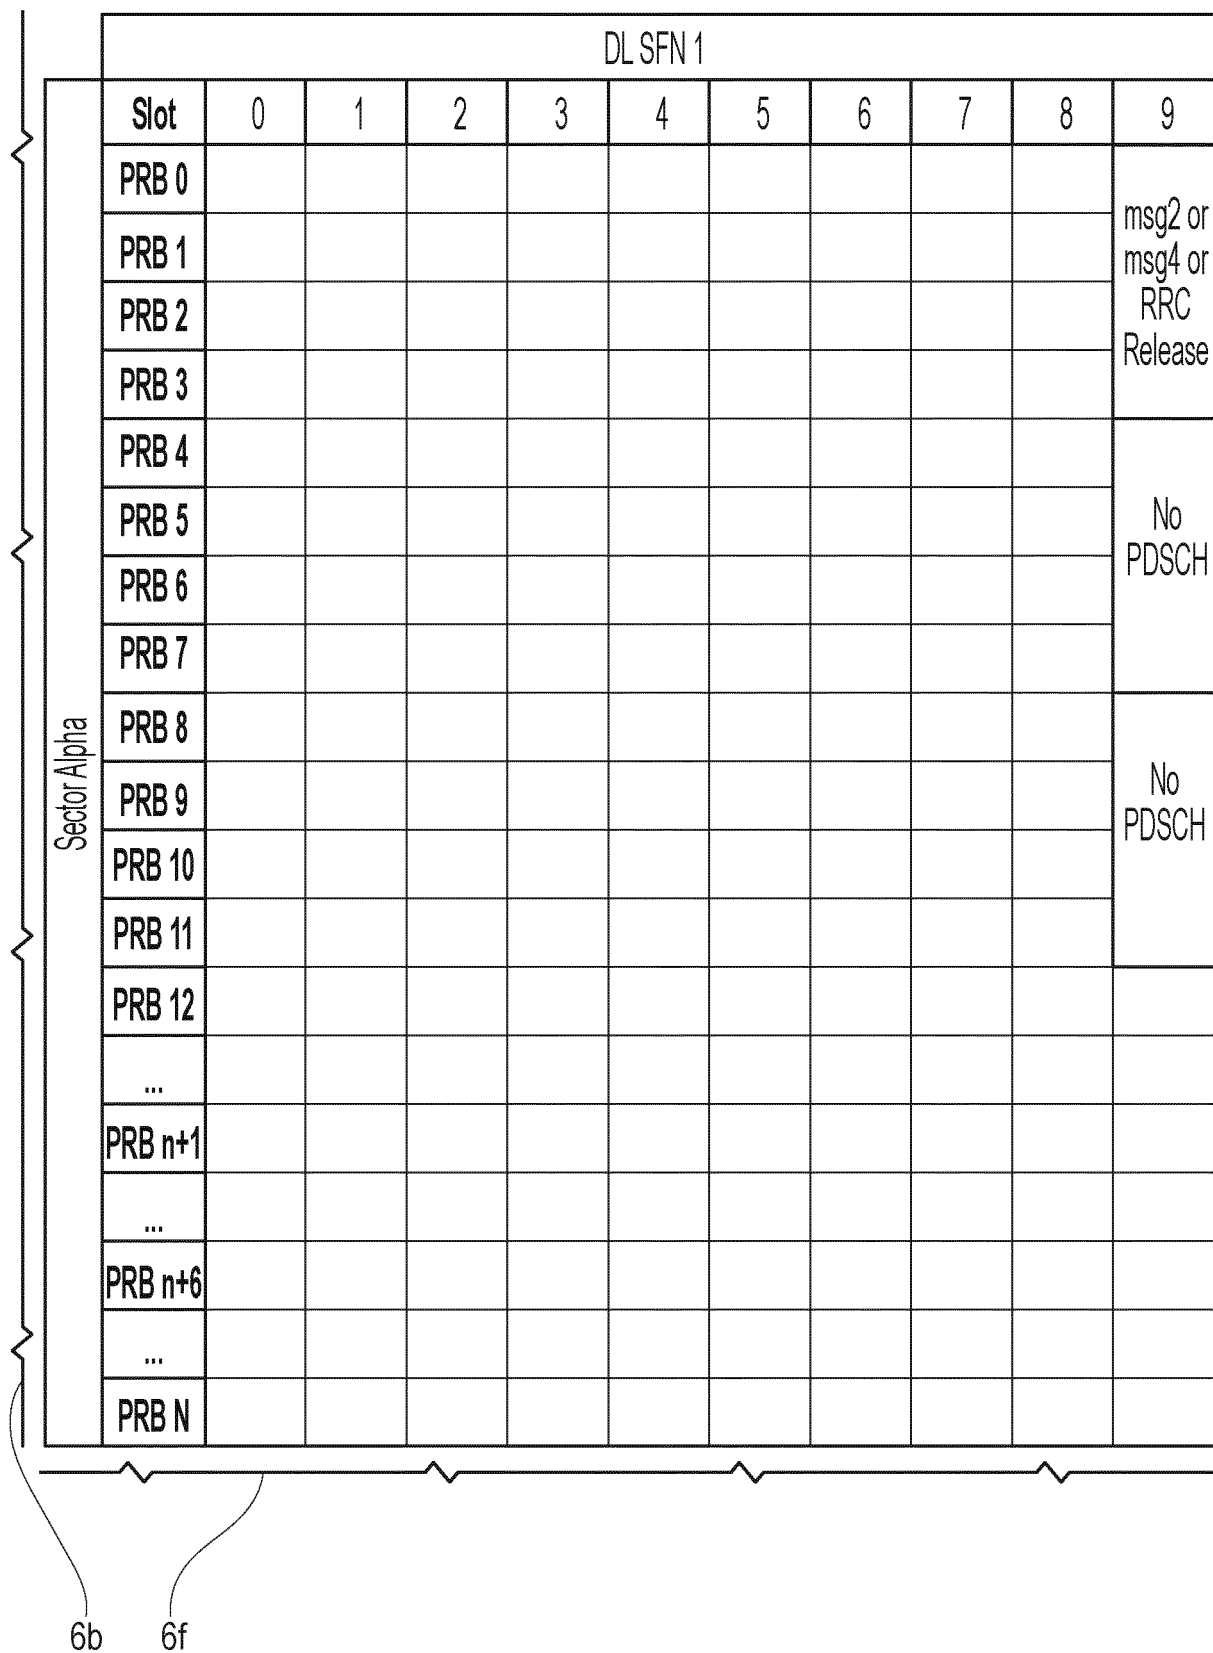 DL SFN 1
Slot 0 1 2 3 4 5 6 7 8 9
PRB 0
PRB 1
PRB 2
PRB 3
msg2 or
msg4 or
RRC
Release
PRB 4
PRB 5
PRB 6
PRB 7
No
PDSCH
PRB 8
PRB 9
PRB 10
PRB 11
No
PDSCH
PRB 12
...
PRB n+1
...
PRB n+6
...
PRB N
Sector Alpha
6b 6f